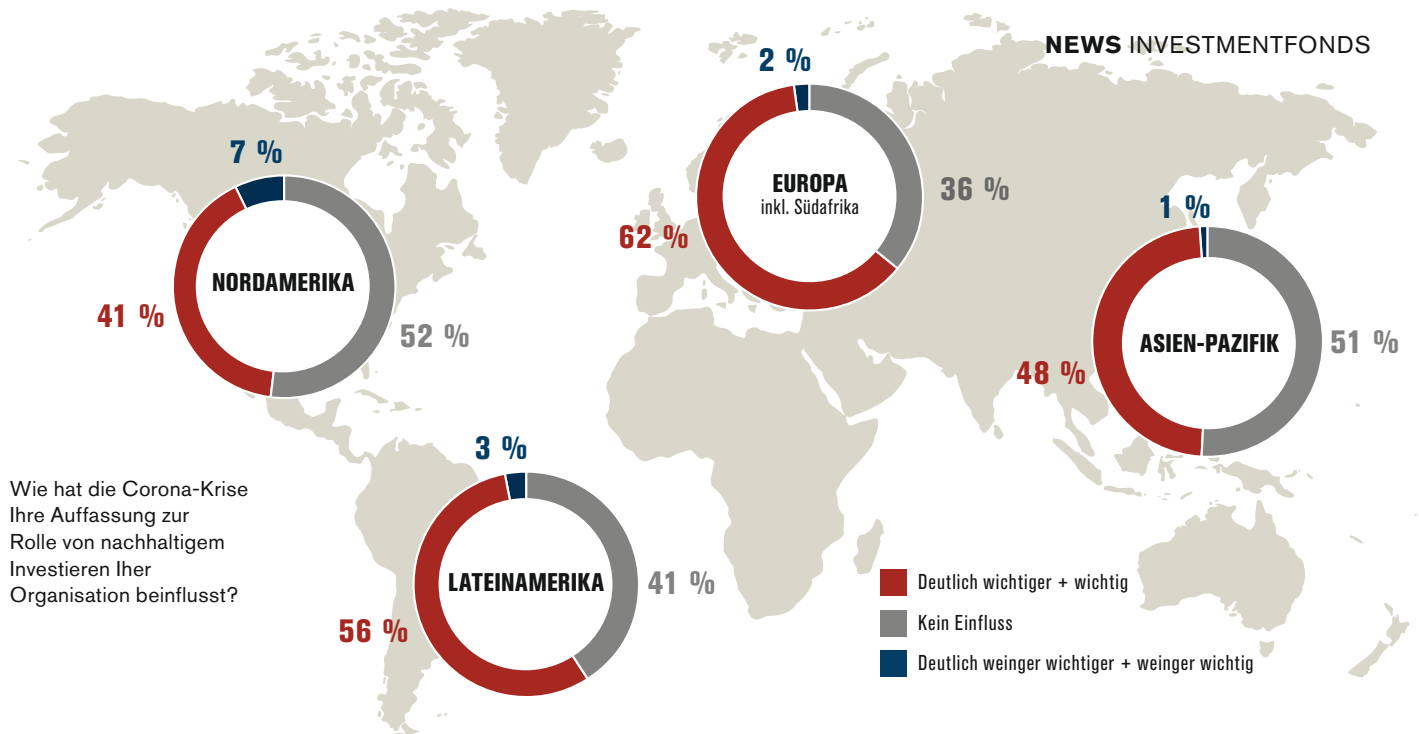 NEWS INVESTMENTFONDS
2 %
EUROPA
inkl. Südafrika
36 %
62 %
7 %
NORDAMERIKA
41 %
52 %
1 %
ASIEN-PAZIFIK
51 %
48 %
3 %
LATEINAMERIKA
41 %
56 %
Wie hat die Corona-Krise
Ihre Auffassung zur
Rolle von nachhaltigem
Investieren Iher
Organisation beinflusst?
Deutlich wichtiger + wichtig
Kein Einfluss
Deutlich weinger wichtiger + weinger wichtig